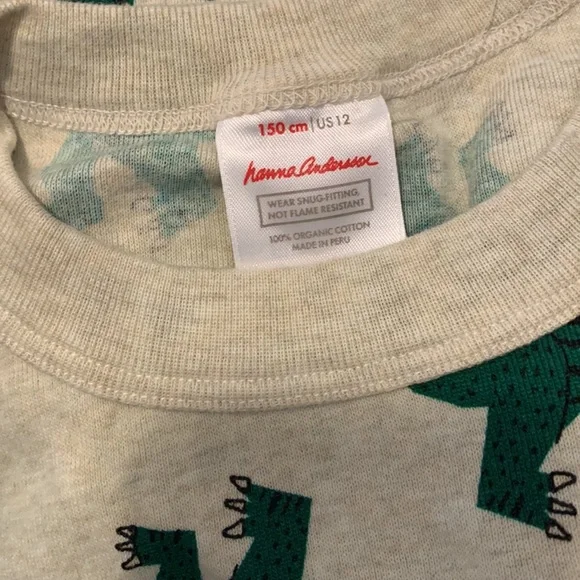 150 cm | US 12
hanna andersson
WEAR SNUG-FITTING,
NOT FLAME RESISTANT
100% ORGANIC COTTON
MADE IN PERU